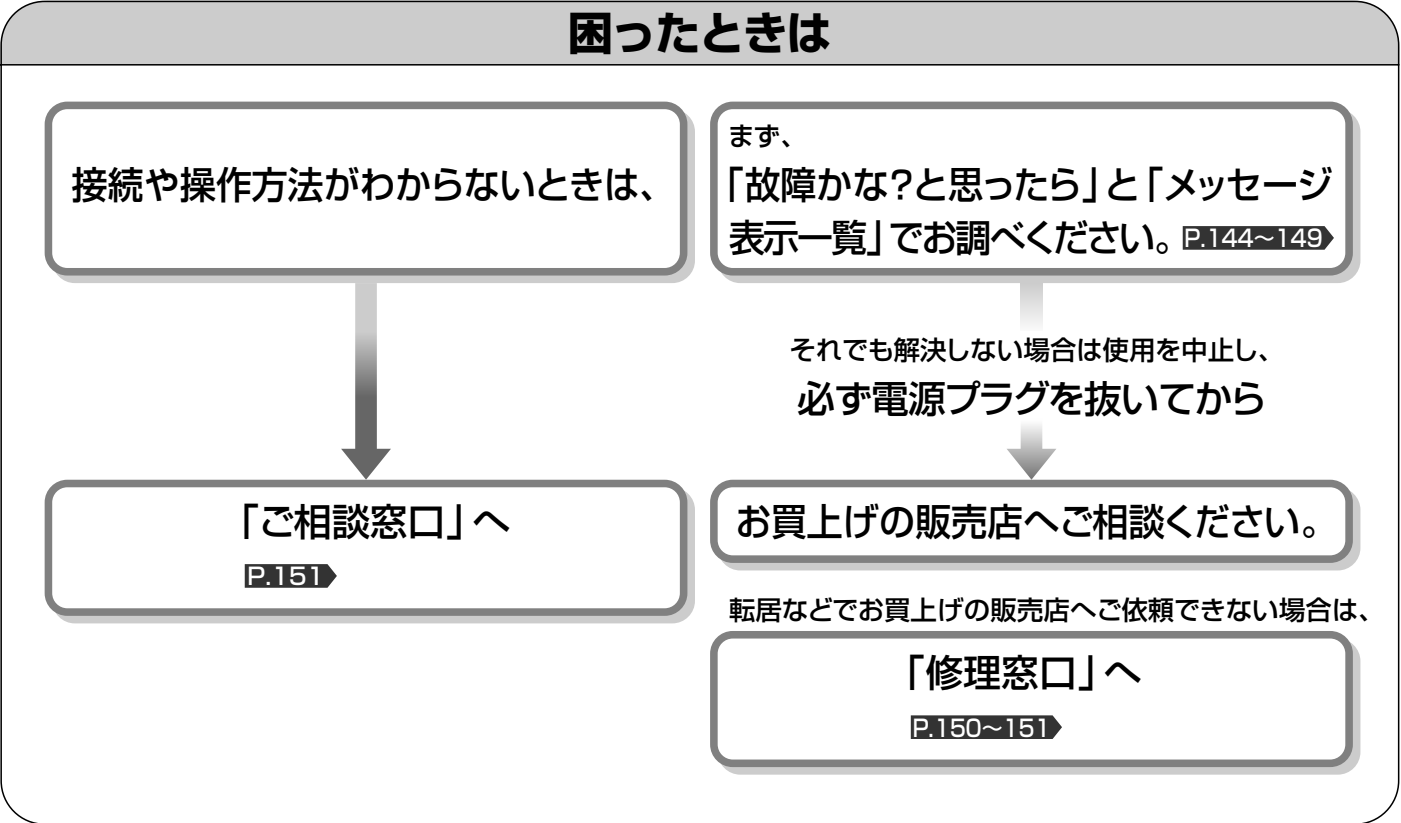 困ったときは
接続や操作方法がわからないときは、
「ご相談窓口」へ
P.151
まず、
「故障かな?と思ったら」と「メッセージ
表示一覧」でお調べください。 P.144~149
それでも解決しない場合は使用を中止し、
必ず電源プラグを抜いてから
お買上げの販売店へご相談ください。
転居などでお買上げの販売店へご依頼できない場合は、
「修理窓口」へ
P.150~151